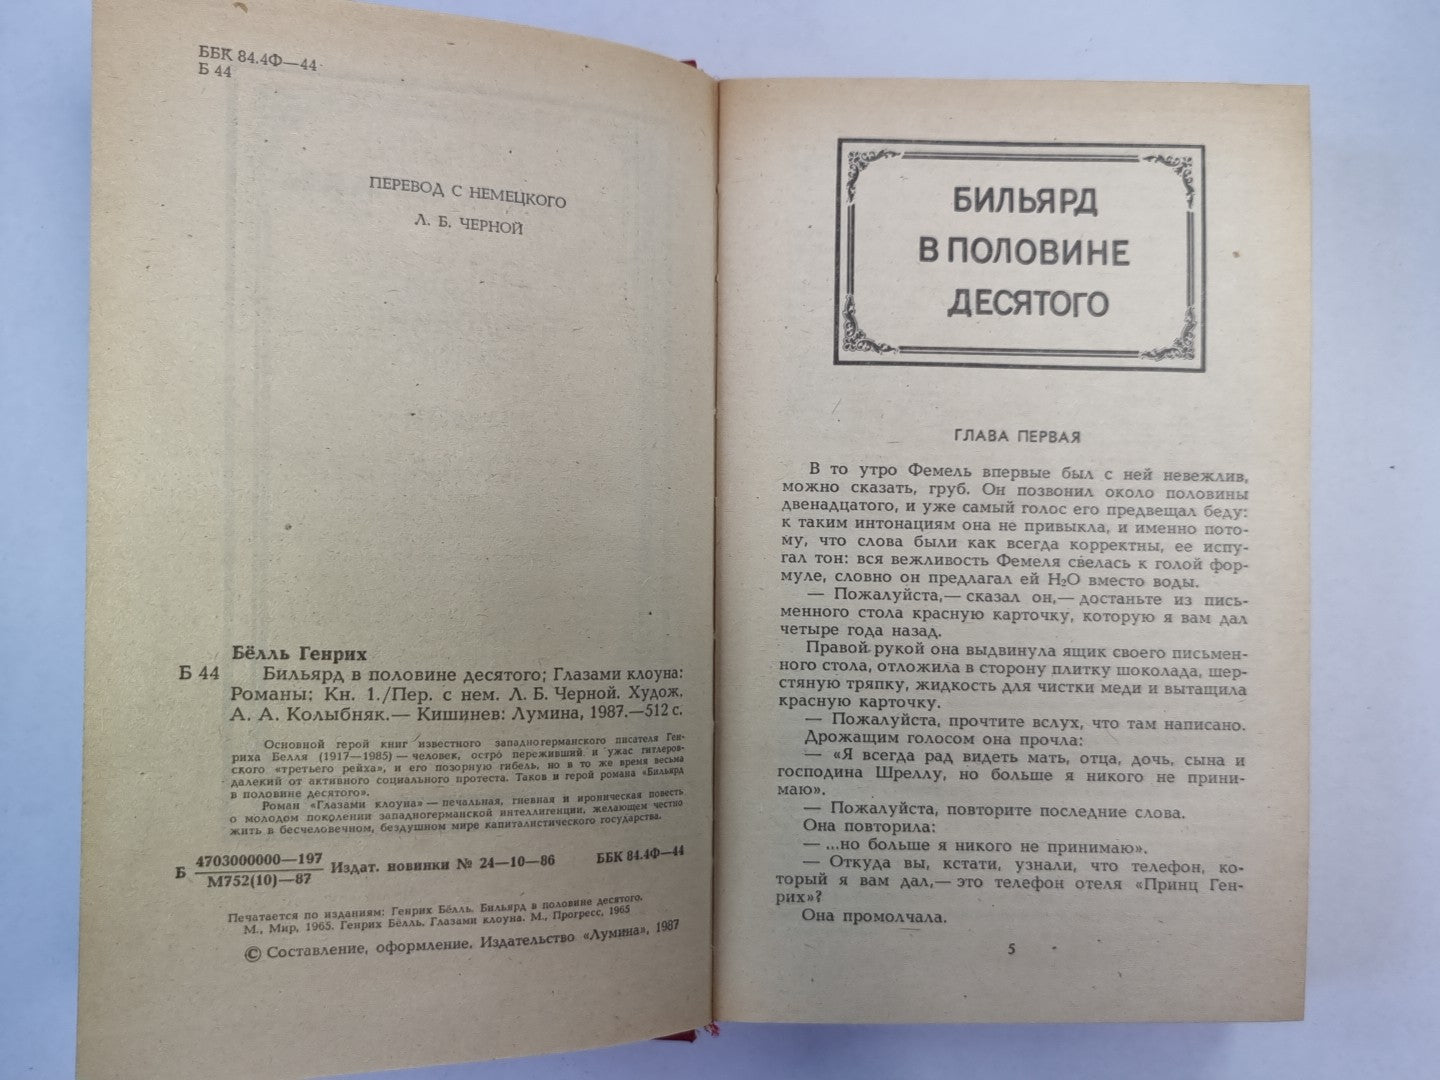 ББК 84.4Ф—44
Б 44
ПЕРЕВОД С НЕМЕЦКОГО
Л. Б. ЧЕРНОЙ
Бёлль Генрих
Б 44 Бильярд в половине десятого; Глазами клоуна:
Романы; Кн. 1./Пер. с нем. Л. Б. Черной. Худож.
А. А. Колыбняк.— Кишинев: Лумина, 1987.—512 с.
Основной герой книг известного западногерманского писателя Ген-
риха Белля (1917—1985) — человек, остро переживший и ужас гитлеров-
ского «третьего рейха», и его позорную гибель, но в то же время весьма
далекий от активного социального протеста. Таков и герой романа «Бильярд
в половине десятого».
Роман «Глазами клоуна» — печальная, гневная и ироническая повесть
о молодом поколении западногерманской интеллигенции, желающем честно
жить в бесчеловечном, бездушном мире капиталистического государства.
Б 4703000000—197 Издат. новинки № 24—10—86 ББК 84.4Ф—44
М752(10)—87
Печатается по изданиям: Генрих Бёлль. Бильярд в половине десятого.
М., Мир, 1965. Генрих Бёлль. Глазами клоуна. М., Прогресс, 1965
© Составление, оформление. Издательство «Лумина», 1987
БИЛЬЯРД
В ПОЛОВИНЕ
ДЕСЯТОГО
ГЛАВА ПЕРВАЯ
В то утро Фемель впервые был с ней невежлив,
можно сказать, груб. Он позвонил около половины
двенадцатого, и уже самый голос его предвещал беду:
к таким интонациям она не привыкла, и именно пото-
му, что слова были как всегда корректны, ее испу-
гал тон: вся вежливость Фемеля свелась к голой фор-
муле, словно он предлагал ей H₂O вместо воды.
— Пожалуйста,— сказал он,— достаньте из пись-
менного стола красную карточку, которую я вам дал
четыре года назад.
Правой рукой она выдвинула ящик своего письмен-
ного стола, отложила в сторону плитку шоколада, шер-
стяную тряпку, жидкость для чистки меди и вытащила
красную карточку.
— Пожалуйста, прочтите вслух, что там написано.
Дрожащим голосом она прочла:
— «Я всегда рад видеть мать, отца, дочь, сына и
господина Шреллу, но больше я никого не прини-
маю».
— Пожалуйста, повторите последние слова.
Она повторила:
— ...но больше я никого не принимаю».
— Откуда вы, кстати, узнали, что телефон, ко-
торый я вам дал,— это телефон отеля «Принц Ген-
рих»?
Она промолчала.
5